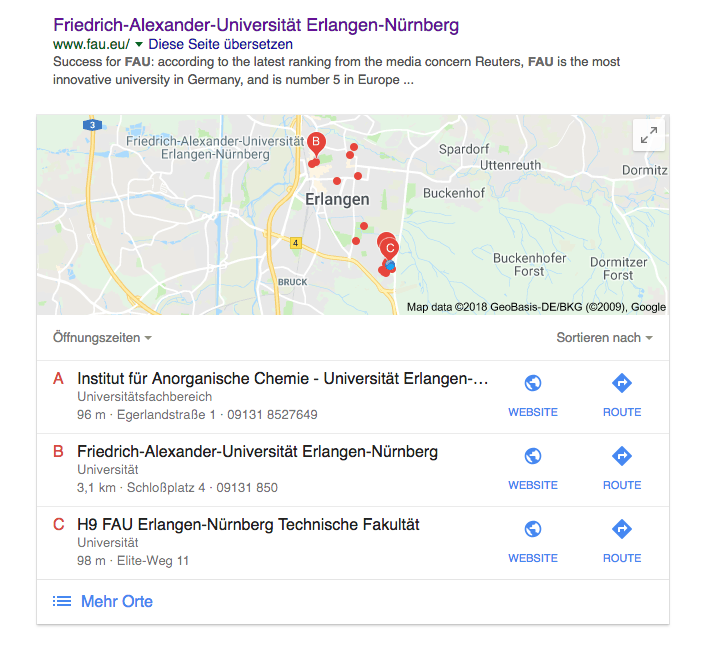 Friedrich-Alexander-Universität Erlangen-Nürnberg
www.fau.eu/ Diese Seite übersetzen
Success for FAU: according to the latest ranking from the media concern Reuters, FAU is the most
innovative university in Germany, and is number 5 in Europe ...
3
Friedrich-Alexander-Universität
Erlangen-Nürnberg
B
Spardorf
Uttenreuth
Dormitz
Buckenhof
Erlangen
4
C
Buckenhofer
Forst
Dormitzer
Forst
BRUCK
Map data ©2018 GeoBasis-DE/BKG (©2009), Google
Öffnungszeiten Sortieren nach
A Institut für Anorganische Chemie - Universität Erlangen-...
Universitätsfachbereich
96 m · Egerlandstraße 1 · 09131 8527649
WEBSITE ROUTE
B Friedrich-Alexander-Universität Erlangen-Nürnberg
Universität
3,1 km · Schloßplatz 4 · 09131 850
WEBSITE ROUTE
C H9 FAU Erlangen-Nürnberg Technische Fakultät
Universität
98 m · Elite-Weg 11
WEBSITE ROUTE
Mehr Orte